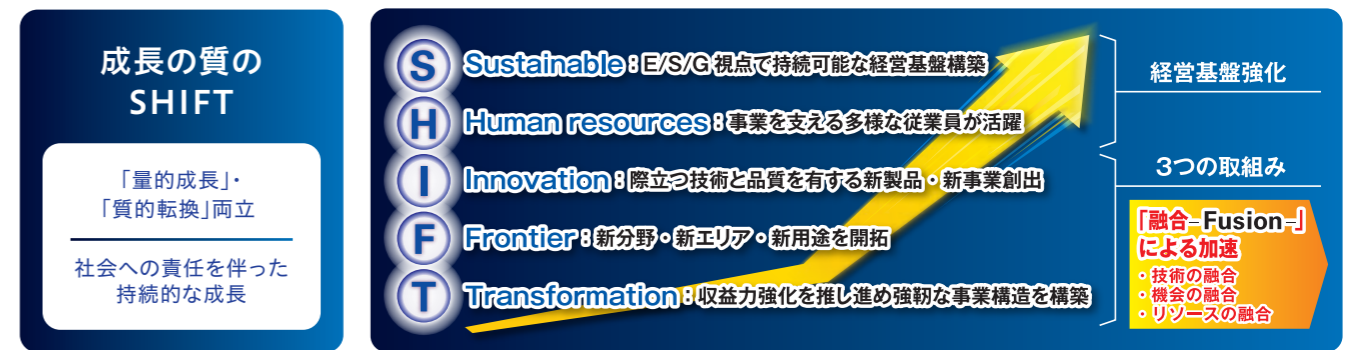 成長の質の
SHIFT
「量的成長」・
「質的転換」両立
社会への責任を伴った
持続的な成長
S Sustainable：E/S/G視点で持続可能な経営基盤構築
H Human resources：事業を支える多様な従業員が活躍
I Innovation：際立つ技術と品質を有する新製品・新事業創出
F Frontier：新分野・新エリア・新用途を開拓
T Transformation：収益力強化を推し進め強靭な事業構造を構築
経営基盤強化
3つの取組み
「融合–Fusion–」
による加速
・技術の融合
・機会の融合
・リソースの融合